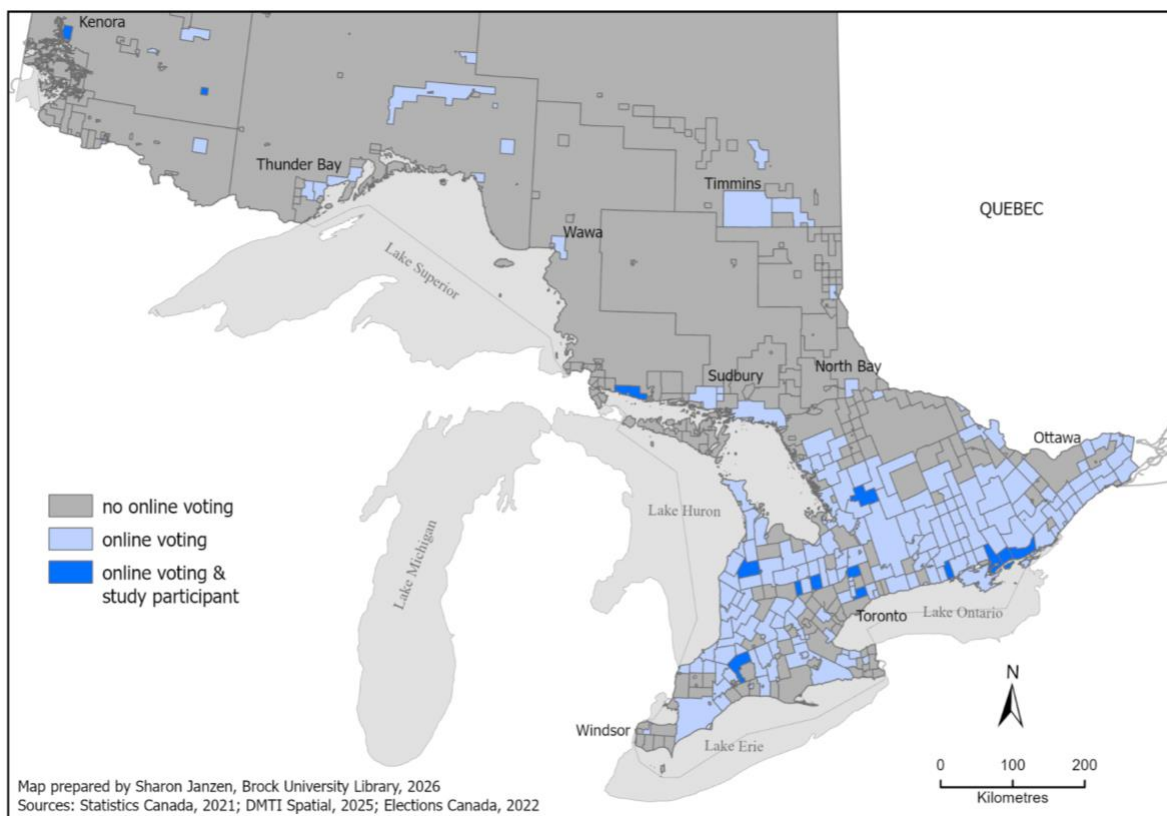 Kenora
Thunder Bay
Timmins
QUEBEC
Wawa
Lake Superior
Sudbury
North Bay
Ottawa
no online voting
online voting
online voting &
study participant
Lake Huron
Lake Michigan
Toronto
Lake Ontario
N
Windsor
Lake Erie
0 100 200
Kilometres
Map prepared by Sharon Janzen, Brock University Library, 2026
Sources: Statistics Canada, 2021; DMTI Spatial, 2025; Elections Canada, 2022